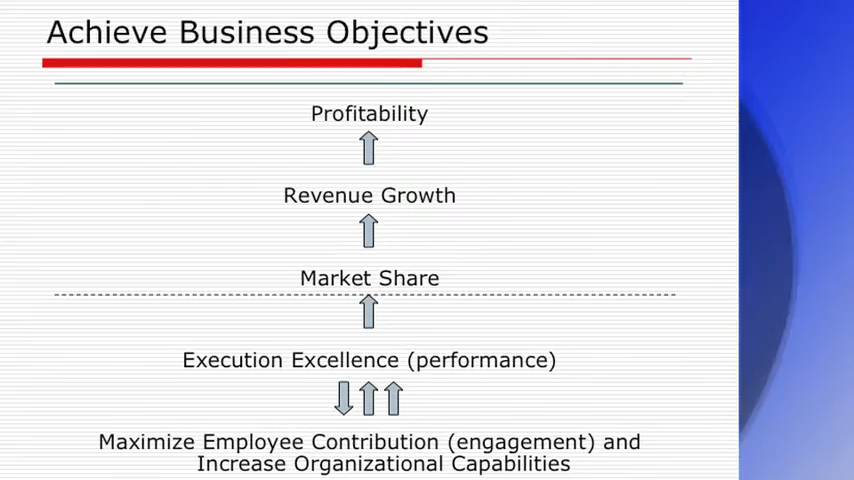 Achieve Business Objectives
Profitability
Revenue Growth
Market Share
Execution Excellence (performance)
Maximize Employee Contribution (engagement) and
Increase Organizational Capabilities